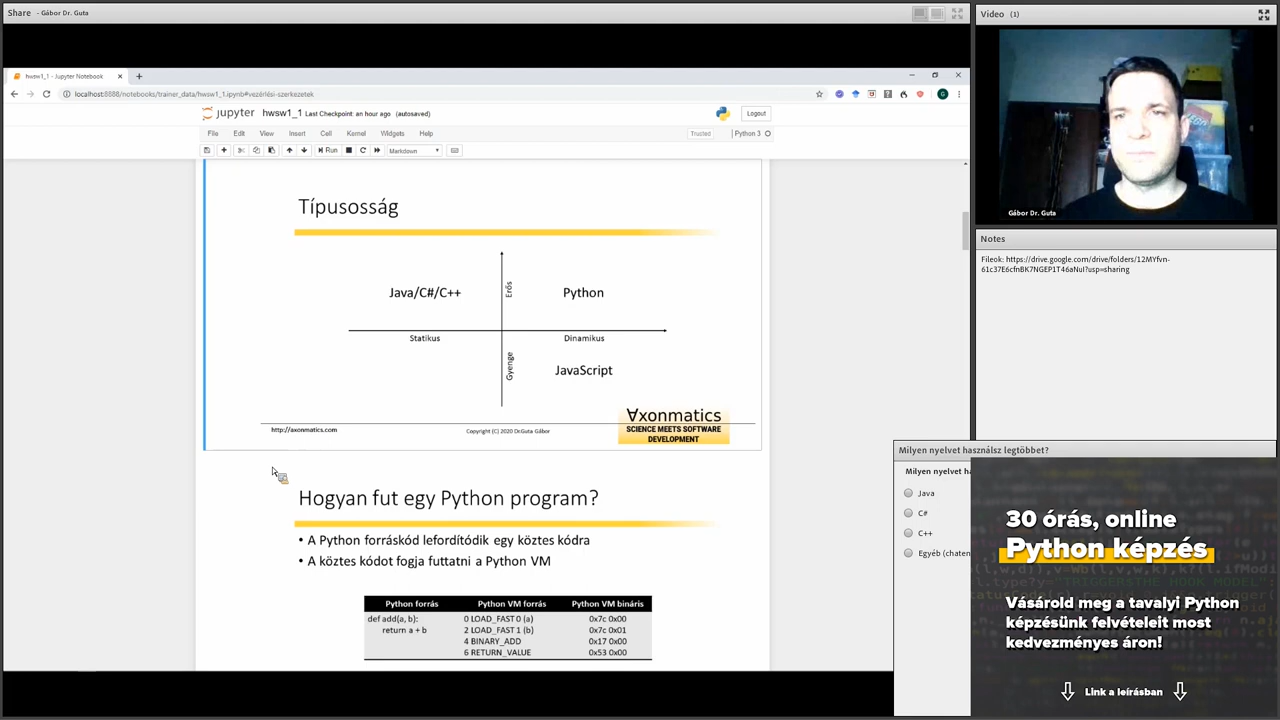 Share - Gábor Dr. Guta
hwsw1_1 - Jupyter Notebook
localhost:8888/notebooks/trainer_data/hwsw1_1.ipynb#vezérlési-szerkezetek
jupyter hwsw1_1 Last Checkpoint: an hour ago (autosaved)
Logout
File Edit View Insert Cell Kernel Widgets Help
Trusted
Python 3
Run
Markdown
Típusosság
Java/C#/C++
Erős
Python
Statikus
Dinamikus
Gyenge
JavaScript
http://axonmatics.com
Copyright (C) 2020 Dr.Guta Gábor
∀xonmatics
SCIENCE MEETS SOFTWARE
DEVELOPMENT
Hogyan fut egy Python program?
• A Python forráskód lefordítódik egy köztes kódra
• A köztes kódot fogja futtatni a Python VM
Python forrás Python VM forrás Python VM bináris
def add(a, b): 0 LOAD_FAST 0 (a) 0x7c 0x00
return a + b 2 LOAD_FAST 1 (b) 0x7c 0x01
4 BINARY_ADD 0x17 0x00
6 RETURN_VALUE 0x53 0x00
Video (1)
Gábor Dr. Guta
Notes
Fileok: https://drive.google.com/drive/folders/12MYfvn-
61c37E6cfnBK7NGEP1T46aNuI?usp=sharing
Milyen nyelvet használsz legtöbbet?
Milyen nyelvet ha
Java
C#
C++
Egyéb (chaten
30 órás, online
Python képzés
Vásárold meg a tavalyi Python
képzésünk felvételeit most
kedvezményes áron!
Link a leírásban